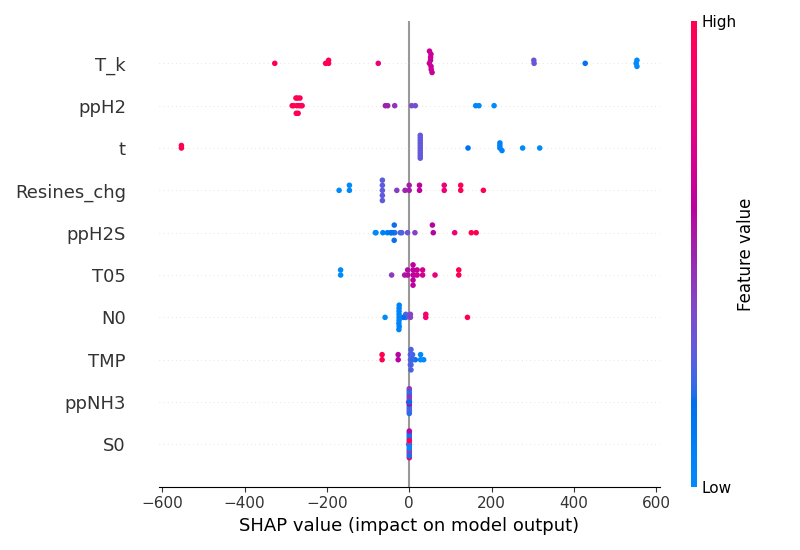 High
T_k
ppH2
t
Resines_chg
ppH2S
T05
N0
TMP
ppNH3
S0
Feature value
Low
−600 −400 −200 0 200 400 600
SHAP value (impact on model output)